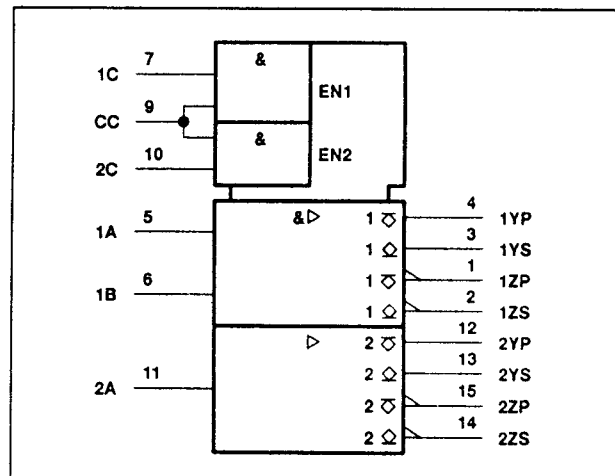 &
7
1C
EN1
9
CC
&
EN2
10
2C
4
&▷ 1 1YP
5
1A
3
1 1YS
1
6
1 1ZP
1B
2
1 1ZS
12
▷ 2 2YP
13
2 2YS
11
2A
15
2 2ZP
14
2 2ZS